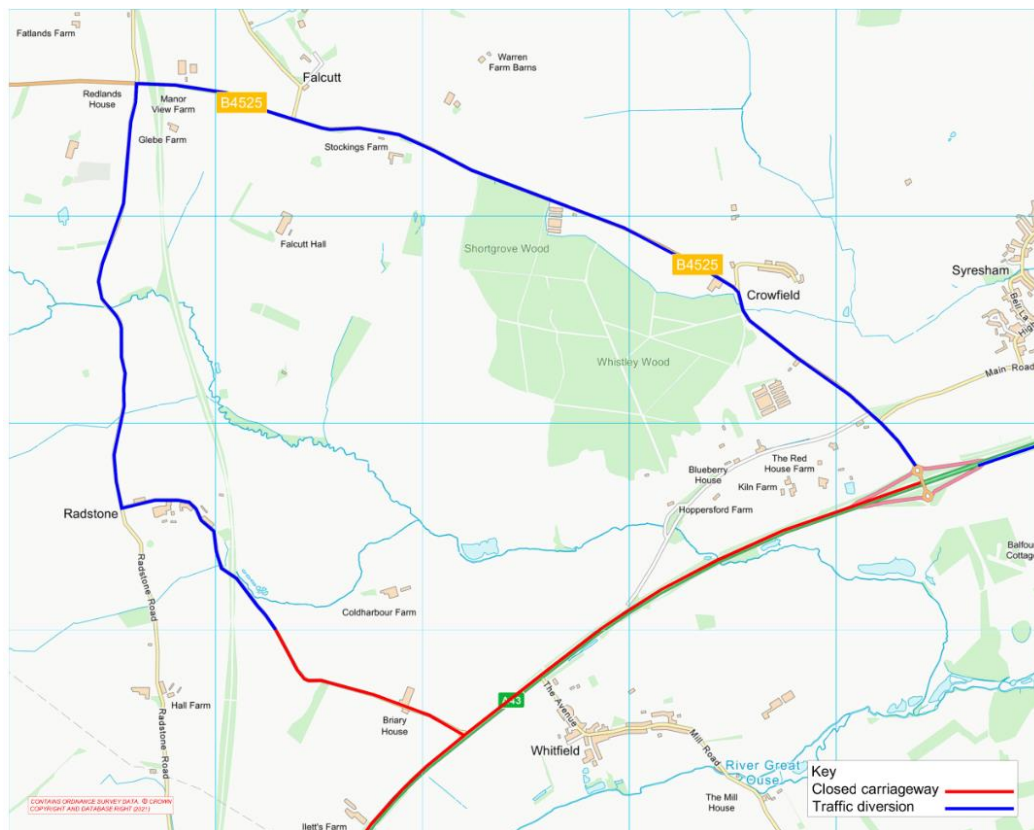 Fatlands Farm
Warren
Farm Barns
Falcutt
Redlands
House
Manor
View Farm
B4525
Glebe Farm
Stockings Farm
Falcutt Hall
Shortgrove Wood
B4525
Syresham
Crowfield
Whistley Wood
Main Road
The Red
House Farm
Blueberry
House
Kiln Farm
Radstone
Hoppersford Farm
Balfour
Cottage
Radstone Road
Coldharbour Farm
Hall Farm
Briary
House
A43
The Avenue
Radstone Road
Whitfield
Mill Road
River Great
Ouse
The Mill
House
Illett's Farm
Key
Closed carriageway
Traffic diversion
CONTAINS ORDNANCE SURVEY DATA © CROWN
COPYRIGHT AND DATABASE RIGHT (2021)